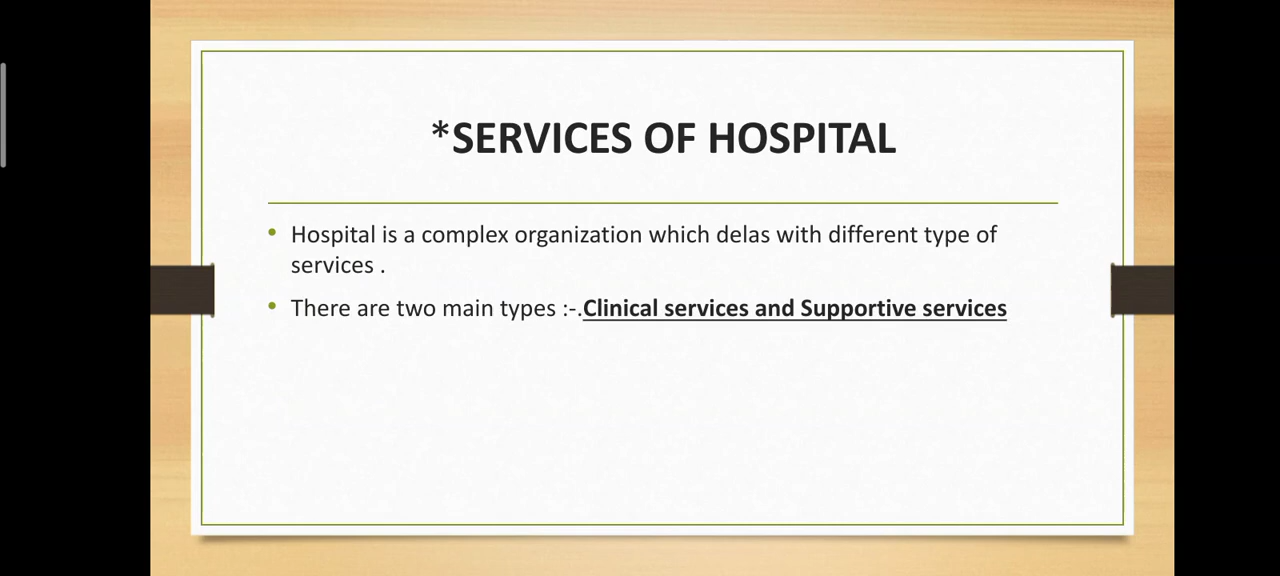 *SERVICES OF HOSPITAL
Hospital is a complex organization which delas with different type of
services .
There are two main types :-.Clinical services and Supportive services